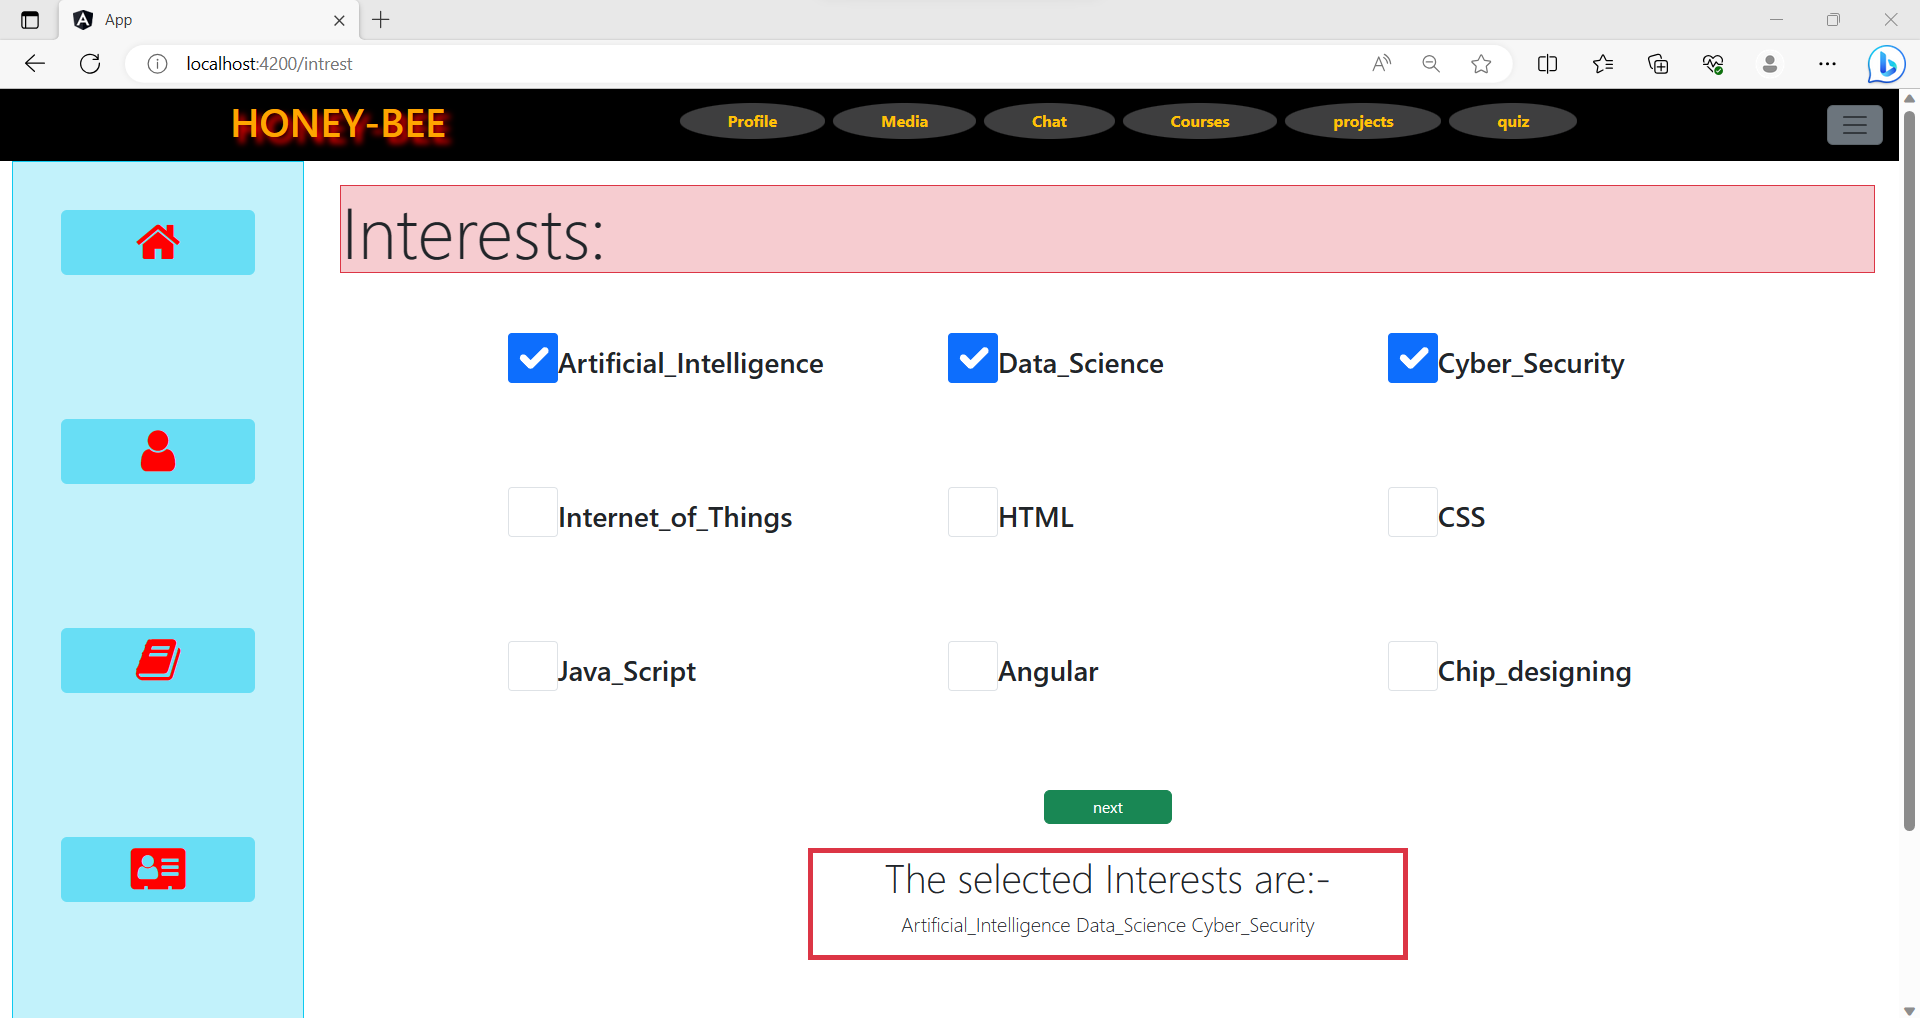 App
localhost:4200/intrest
HONEY-BEE
Profile Media Chat Courses projects quiz
Interests:
Artificial_Intelligence Data_Science Cyber_Security
Internet_of_Things HTML CSS
Java_Script Angular Chip_designing
next
The selected Interests are:-
Artificial_Intelligence Data_Science Cyber_Security